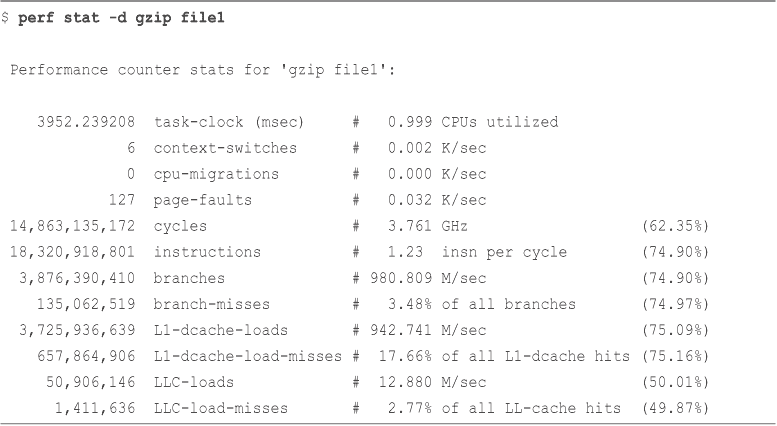 $ perf stat -d gzip file1
Performance counter stats for 'gzip file1':
3952.239208 task-clock (msec) # 0.999 CPUs utilized
6 context-switches # 0.002 K/sec
0 cpu-migrations # 0.000 K/sec
127 page-faults # 0.032 K/sec
14,863,135,172 cycles # 3.761 GHz (62.35%)
18,320,918,801 instructions # 1.23 insn per cycle (74.90%)
3,876,390,410 branches # 980.809 M/sec (74.90%)
135,062,519 branch-misses # 3.48% of all branches (74.97%)
3,725,936,639 L1-dcache-loads # 942.741 M/sec (75.09%)
657,864,906 L1-dcache-load-misses # 17.66% of all L1-dcache hits (75.16%)
50,906,146 LLC-loads # 12.880 M/sec (50.01%)
1,411,636 LLC-load-misses # 2.77% of all LL-cache hits (49.87%)